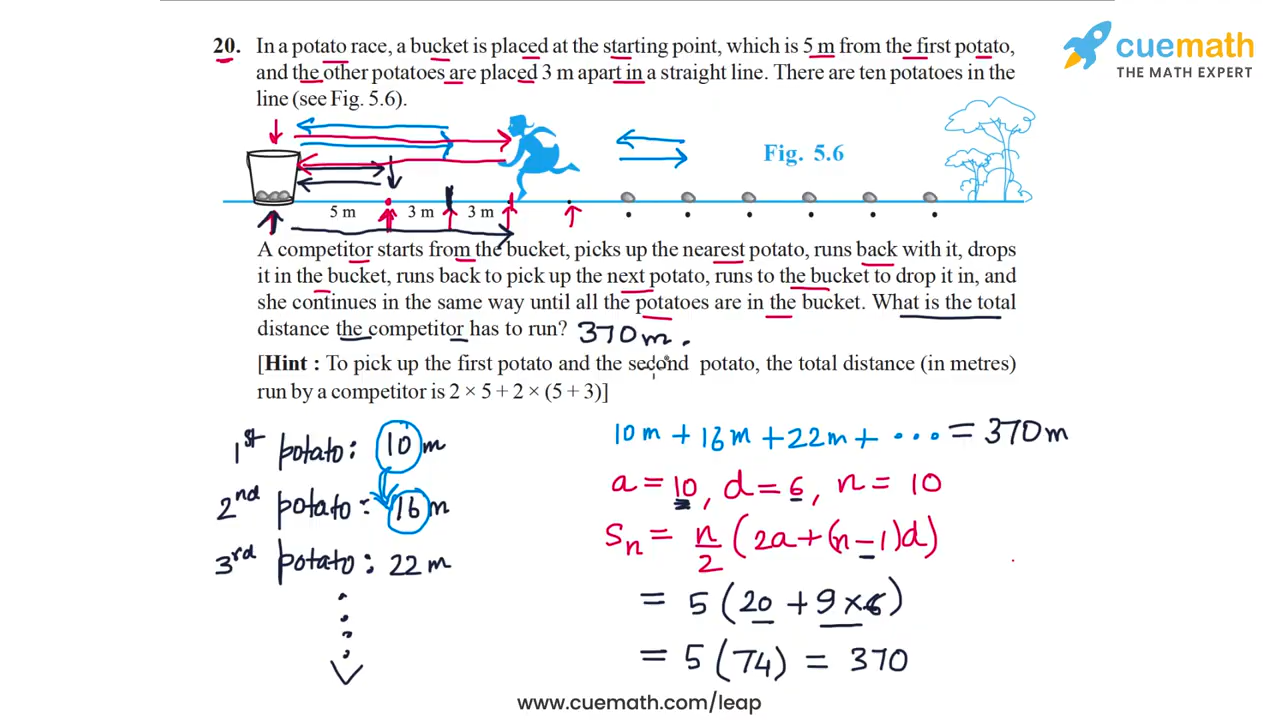 20. In a potato race, a bucket is placed at the starting point, which is 5 m from the first potato,
and the other potatoes are placed 3 m apart in a straight line. There are ten potatoes in the
line (see Fig. 5.6).
cuemath
THE MATH EXPERT
Fig. 5.6
5 m 3 m 3 m
A competitor starts from the bucket, picks up the nearest potato, runs back with it, drops
it in the bucket, runs back to pick up the next potato, runs to the bucket to drop it in, and
she continues in the same way until all the potatoes are in the bucket. What is the total
distance the competitor has to run? 370m.
[Hint : To pick up the first potato and the second potato, the total distance (in metres)
run by a competitor is 2 × 5 + 2 × (5 + 3)]
1st potato: 10 m
2nd potato: 16 m
3rd potato: 22 m
10m + 16m + 22m + ... = 370m
a = 10, d = 6, n = 10
Sn = n/2 (2a + (n - 1)d)
= 5 (20 + 9 × 6)
= 5 (74) = 370
www.cuemath.com/leap